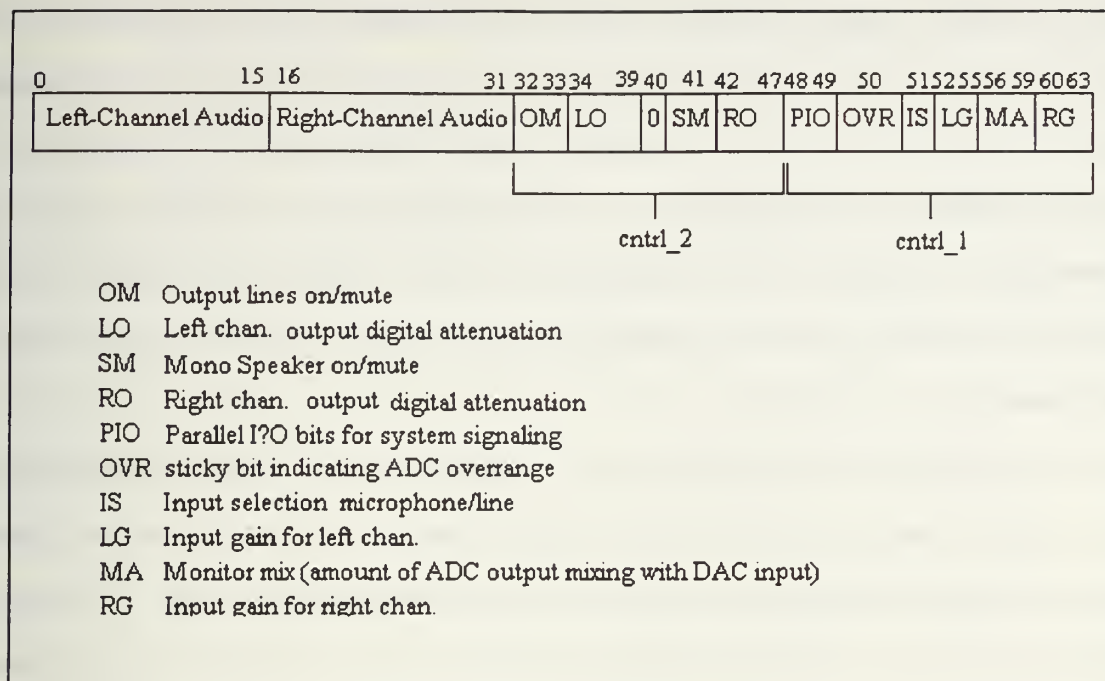 0 15 16 31 32 33 34 39 40 41 42 47 48 49 50 51 52 55 56 59 60 63
Left-Channel Audio Right-Channel Audio OM LO 0 SM RO PIO OVR IS LG MA RG
cntrl_2 cntrl_1
OM Output lines on/mute
LO Left chan. output digital attenuation
SM Mono Speaker on/mute
RO Right chan. output digital attenuation
PIO Parallel I?O bits for system signaling
OVR sticky bit indicating ADC overrange
IS Input selection microphone/line
LG Input gain for left chan.
MA Monitor mix (amount of ADC output mixing with DAC input)
RG Input gain for right chan.